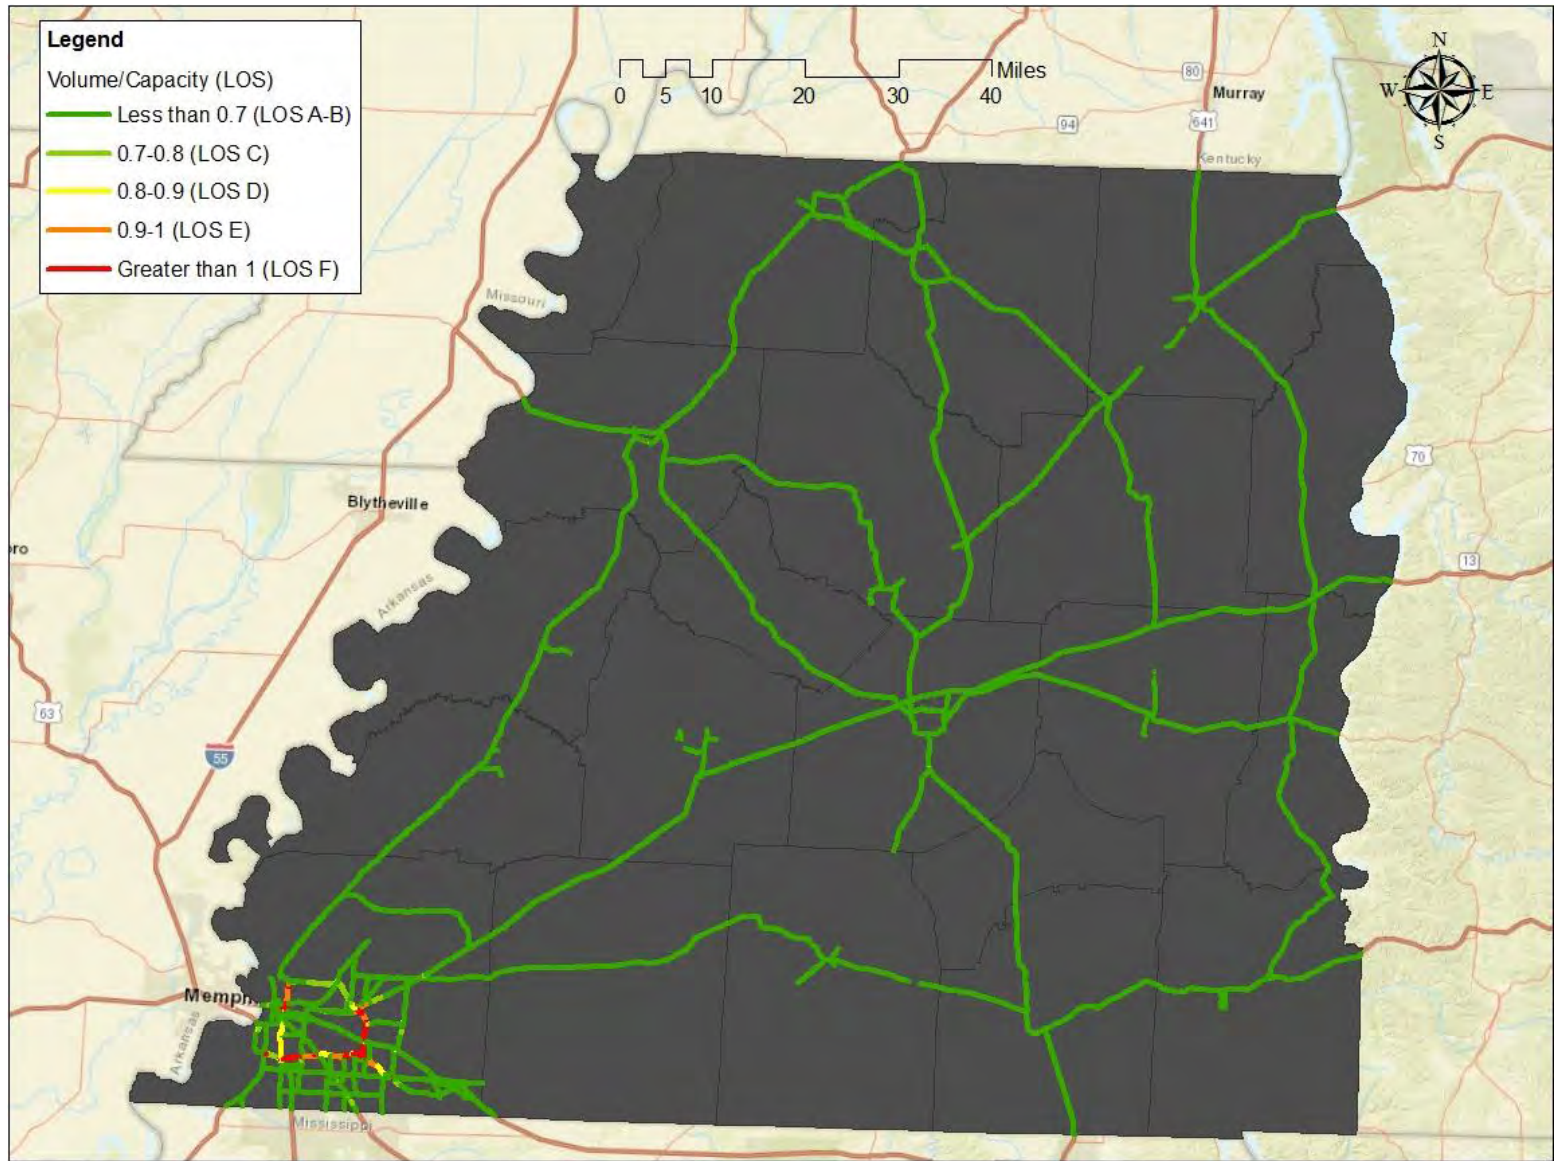 Legend
Volume/Capacity (LOS)
Less than 0.7 (LOS A-B)
0.7-0.8 (LOS C)
0.8-0.9 (LOS D)
0.9-1 (LOS E)
Greater than 1 (LOS F)
Miles
0 5 10 20 30 40
N
W E
S
80
Murray
94
641
Kentucky
Missouri
70
Blytheville
oro
13
Arkansas
63
55
Memph
Arkansas
Mississippi